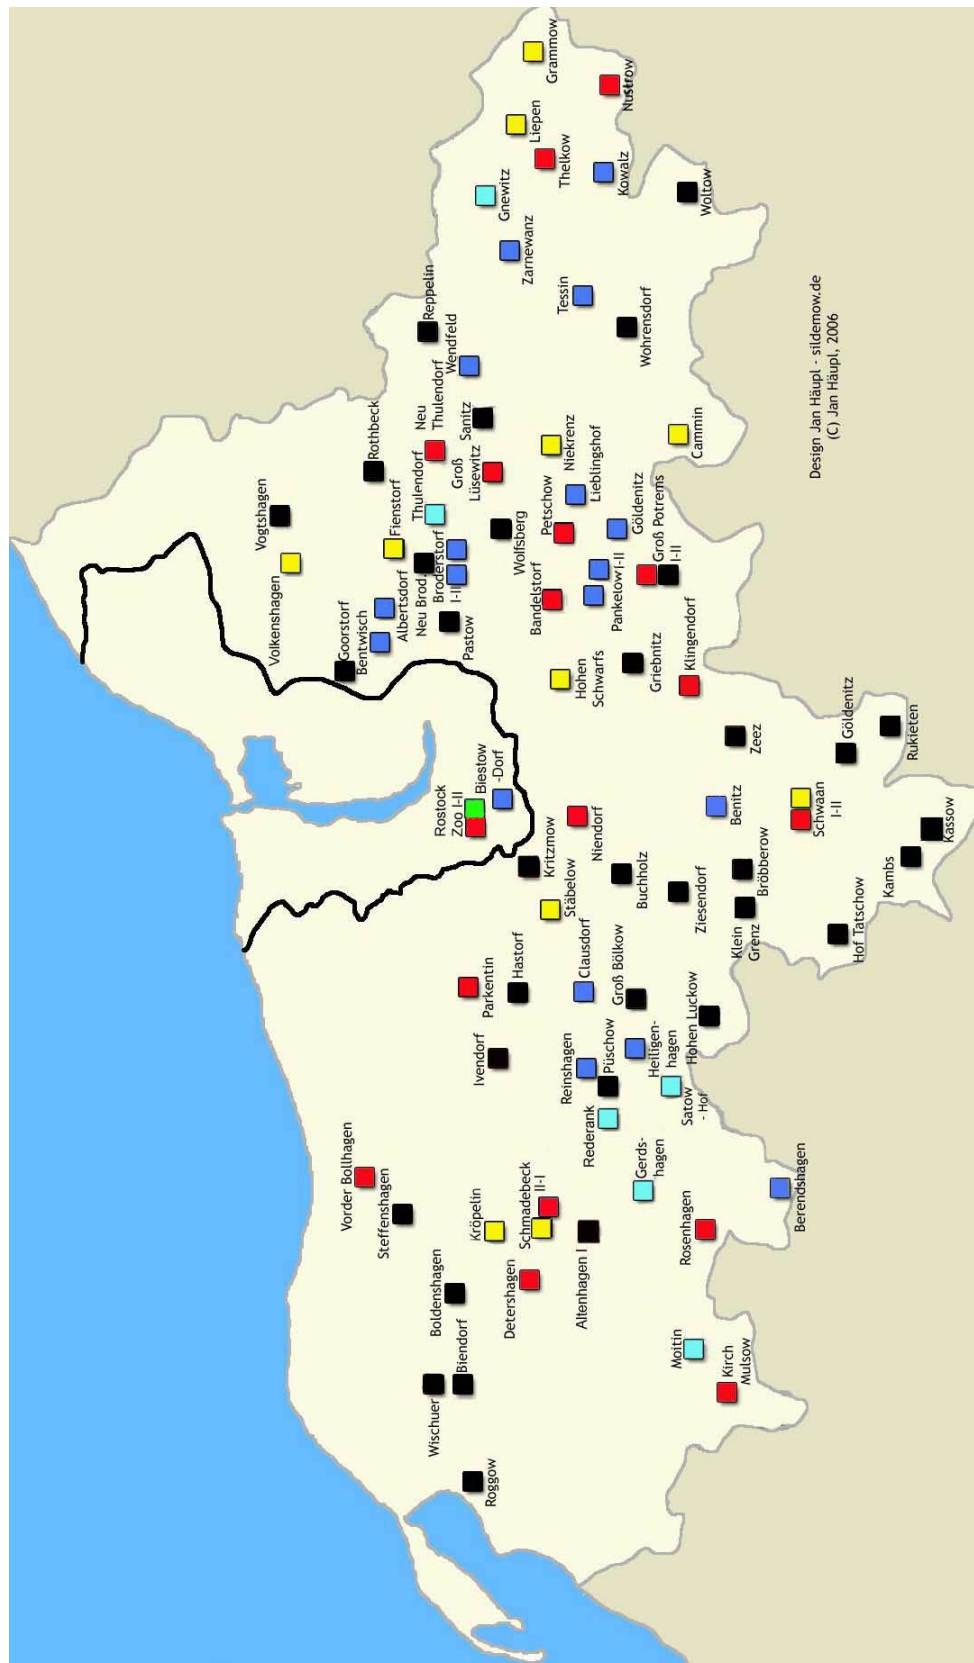 Vorder Bollhagen
Steffenshagen
Boldenshagen
Wischuer
Biendorf
Roggow
Kröpelin
Detershagen
Schmadebeck
II-I
Altenhagen I
Moitin
Kirch
Mulsow
Rosenhagen
Berendshagen
Gerds-
hagen
Rederank
Satow
- Hof
Püschow
Reinshagen
Heiligen-
hagen
Ivendorf
Parkentin
Hastorf
Clausdorf
Groß Bölkow
Hohen Luckow
Stäbelow
Kritzmow
Rostock
Zoo I-II
Biestow
-Dorf
Niendorf
Buchholz
Ziesendorf
Klein
Grenz
Bröbberow
Hof Tatschow
Benitz
Schwaan
I-II
Kambs
Kassow
Zeez
Göldenitz
Rukieten
Goorstorf
Bentwisch
Albertsdorf
Volkenshagen
Vogtshagen
Fienstorf
Rothbeck
Neu Brod.
Broderstorf
I-II
Pastow
Thulendorf
Neu
Thulendorf
Groß
Lüsewitz
Sanitz
Wendfeld
Reppelin
Wolfsberg
Hohen
Schwarfs
Bandelstorf
Petschow
Pankelow I-II
Niekrenz
Lieblingshof
Göldenitz
Groß Potrems
I-II
Griebnitz
Klingendorf
Cammin
Wohrensdorf
Tessin
Zarnewanz
Gnewitz
Thelkow
Liepen
Grammow
Nustrow
Kowalz
Woltow
Design Jan Häupl - sildemow.de
(C) Jan Häupl, 2006